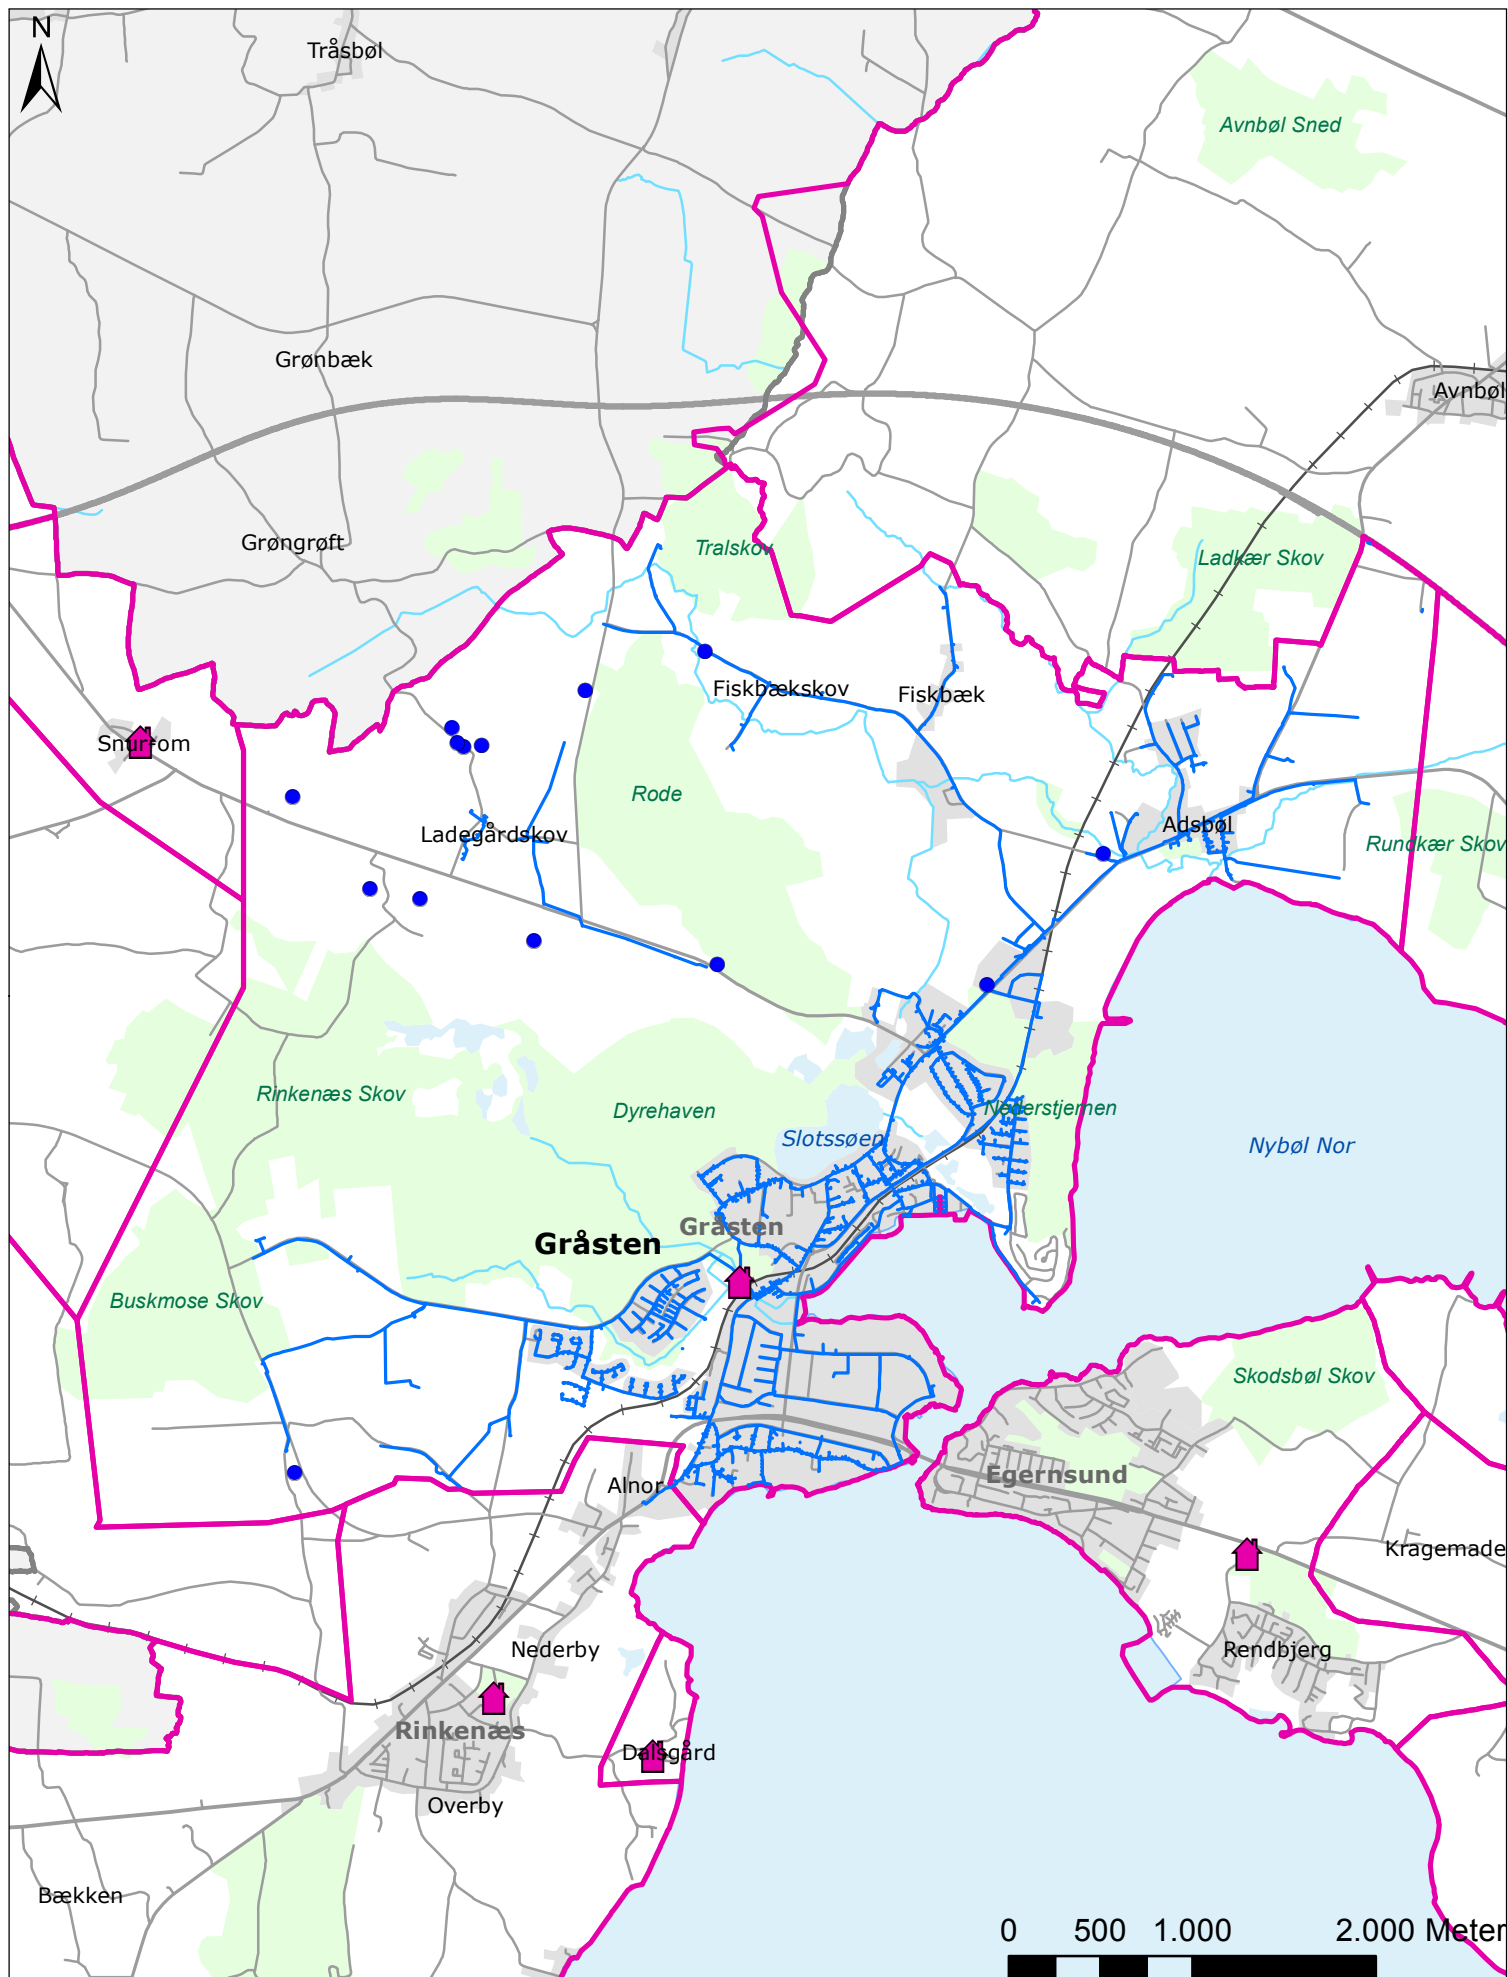 N
Tråsbøl
Avnbøl Sned
Grønbæk
Avnbøl
Grøngrøft
Tralskov
Ladkær Skov
Fiskbækskov
Fiskbæk
Snurom
Rode
Ladegårdskov
Adsbøl
Rundkær Skov
Rinkenæs Skov
Dyrehaven
Nederstjernen
Slotssøen
Nybøl Nor
Gråsten
Gråsten
Buskmose Skov
Skodsbøl Skov
Egernsund
Alnor
Kragemade
Nederby
Rendbjerg
Rinkenæs
Dalsgård
Overby
Bækken
0 500 1.000 2.000 Meter